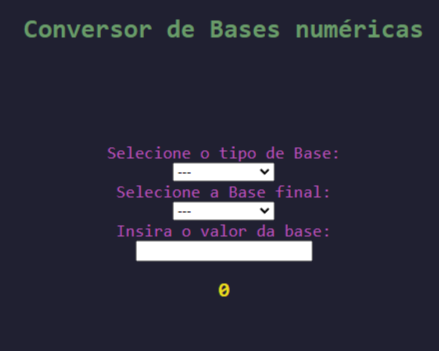 Conversor de Bases numéricas
Selecione o tipo de Base:
---
Selecione a Base final:
---
Insira o valor da base:
0